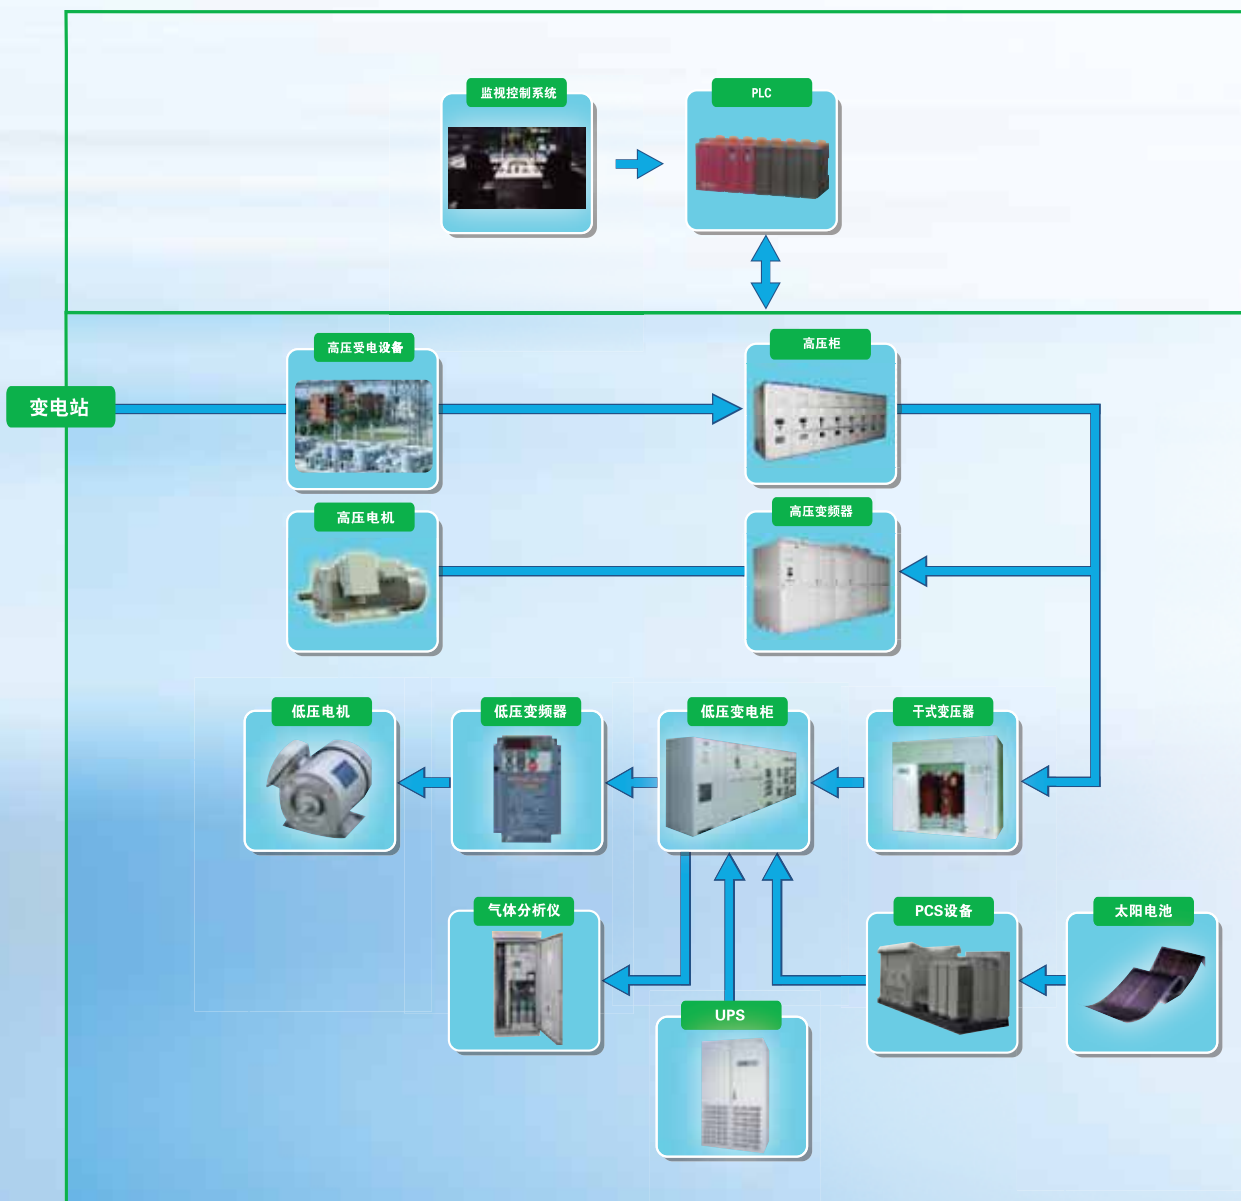 监视控制系统
PLC
高压受电设备
高压柜
变电站
高压电机
高压变频器
低压电机
低压变频器
低压变电柜
干式变压器
气体分析仪
PCS设备
太阳电池
UPS